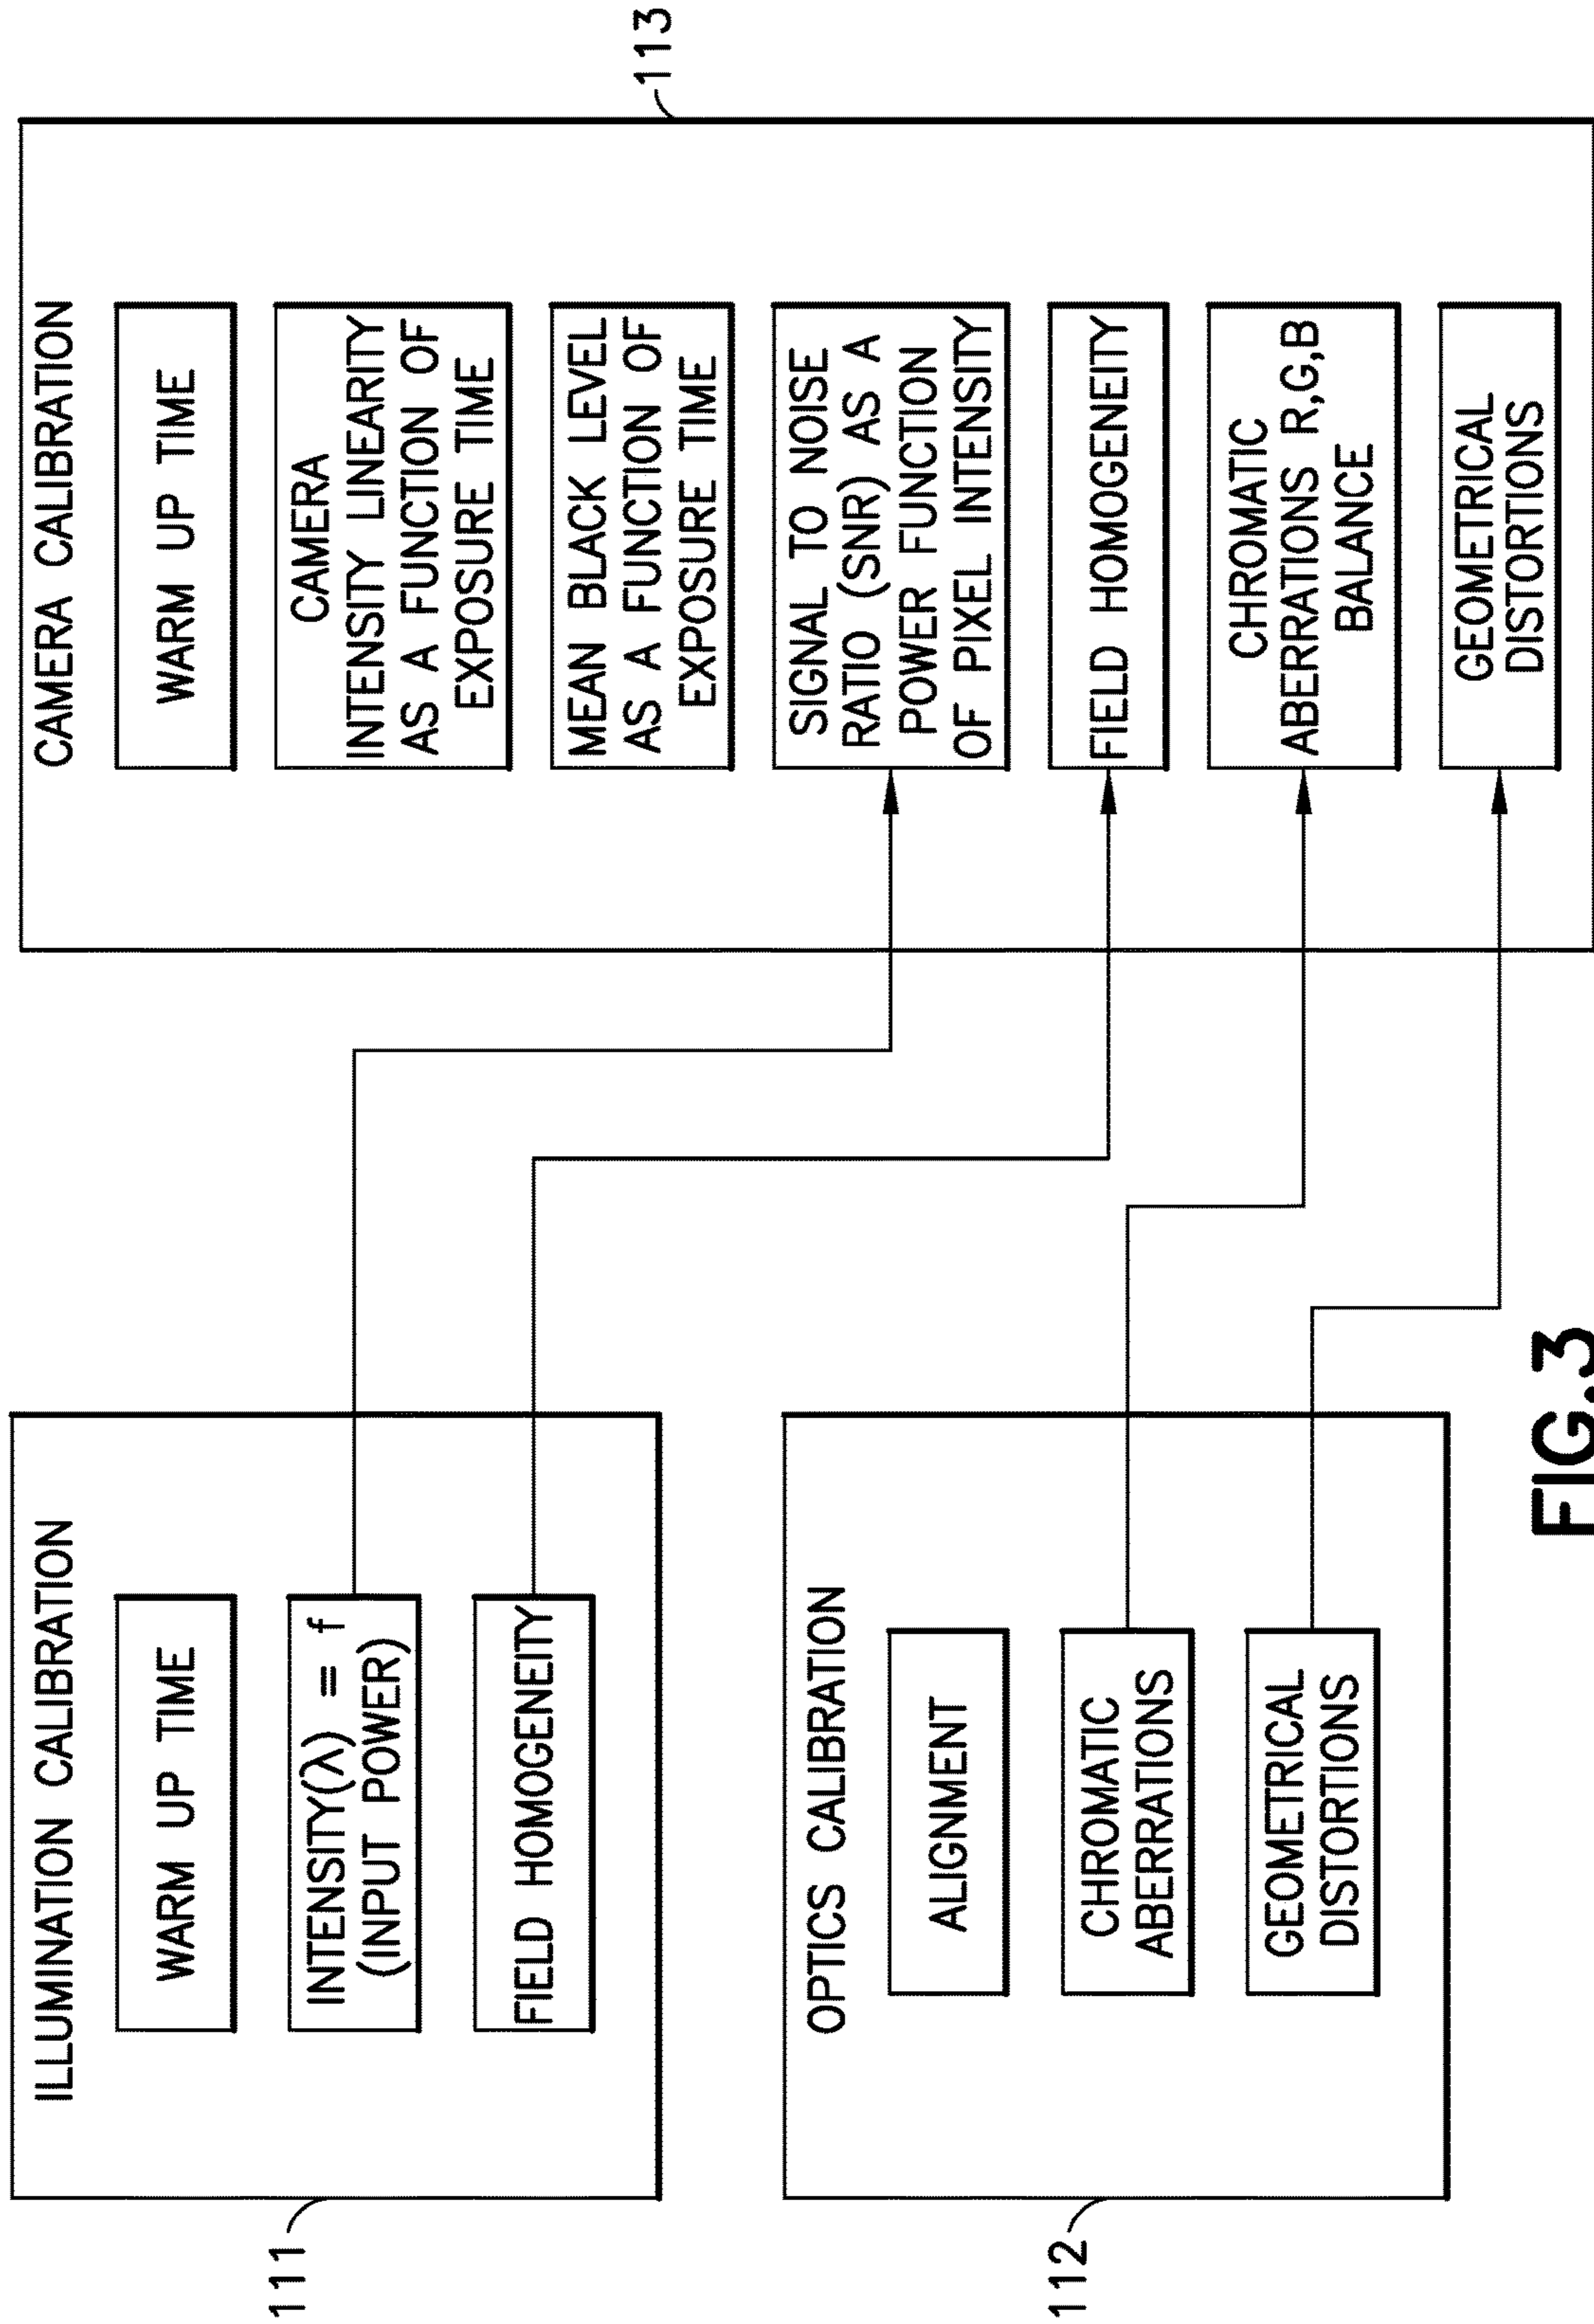 ILLUMINATION CALIBRATION
WARM UP TIME
INTENSITY(λ) = f
(INPUT POWER)
FIELD HOMOGENEITY
111
OPTICS CALIBRATION
ALIGNMENT
CHROMATIC
ABERRATIONS
GEOMETRICAL
DISTORTIONS
112
CAMERA CALIBRATION
WARM UP TIME
CAMERA
INTENSITY LINEARITY
AS A FUNCTION OF
EXPOSURE TIME
MEAN BLACK LEVEL
AS A FUNCTION OF
EXPOSURE TIME
SIGNAL TO NOISE
RATIO (SNR) AS A
POWER FUNCTION
OF PIXEL INTENSITY
FIELD HOMOGENEITY
CHROMATIC
ABERRATIONS R,G,B
BALANCE
GEOMETRICAL
DISTORTIONS
113
FIG.3